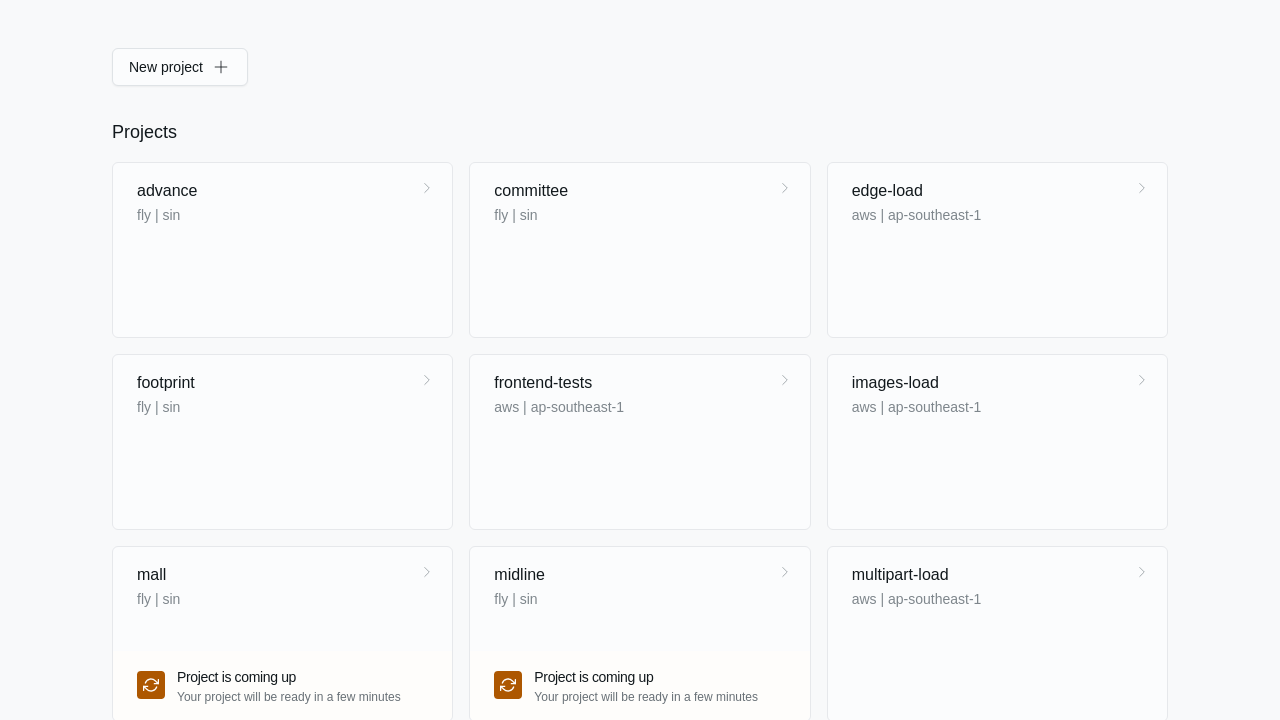 New project
Projects
advance
fly | sin
committee
fly | sin
edge-load
aws | ap-southeast-1
footprint
fly | sin
frontend-tests
aws | ap-southeast-1
images-load
aws | ap-southeast-1
mall
fly | sin
Project is coming up
Your project will be ready in a few minutes
midline
fly | sin
Project is coming up
Your project will be ready in a few minutes
multipart-load
aws | ap-southeast-1